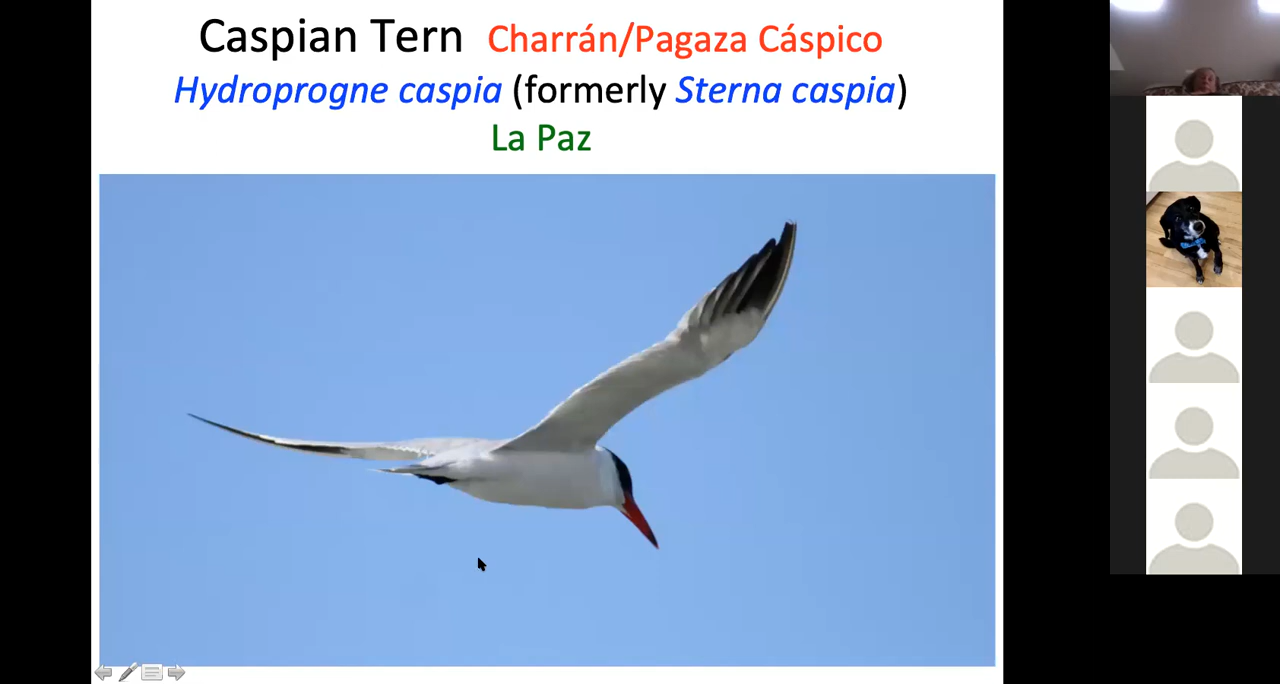 Caspian Tern Charrán/Pagaza Cáspico
Hydroprogne caspia (formerly Sterna caspia)
La Paz